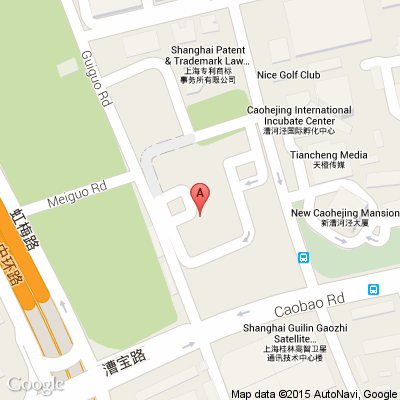 Guiguo Rd
Shanghai Patent
& Trademark Law...
上海专利商标
事务所有限公司
Nice Golf Club
Caohejing International
Incubate Center
漕河泾国际孵化中心
Tiancheng Media
天橙传媒
Meiguo Rd
A
New Caohejing Mansion
新漕河泾大厦
虹梅路
中环路
Caobao Rd
漕宝路
Shanghai Guilin Gaozhi
Satellite...
上海桂林高智卫星
通讯技术中心楼
Google
Map data ©2015 AutoNavi, Google